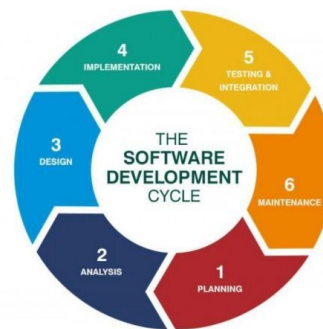 4
IMPLEMENTATION
5
TESTING &
INTEGRATION
3
DESIGN
THE
SOFTWARE
DEVELOPMENT
CYCLE
6
MAINTENANCE
2
ANALYSIS
1
PLANNING